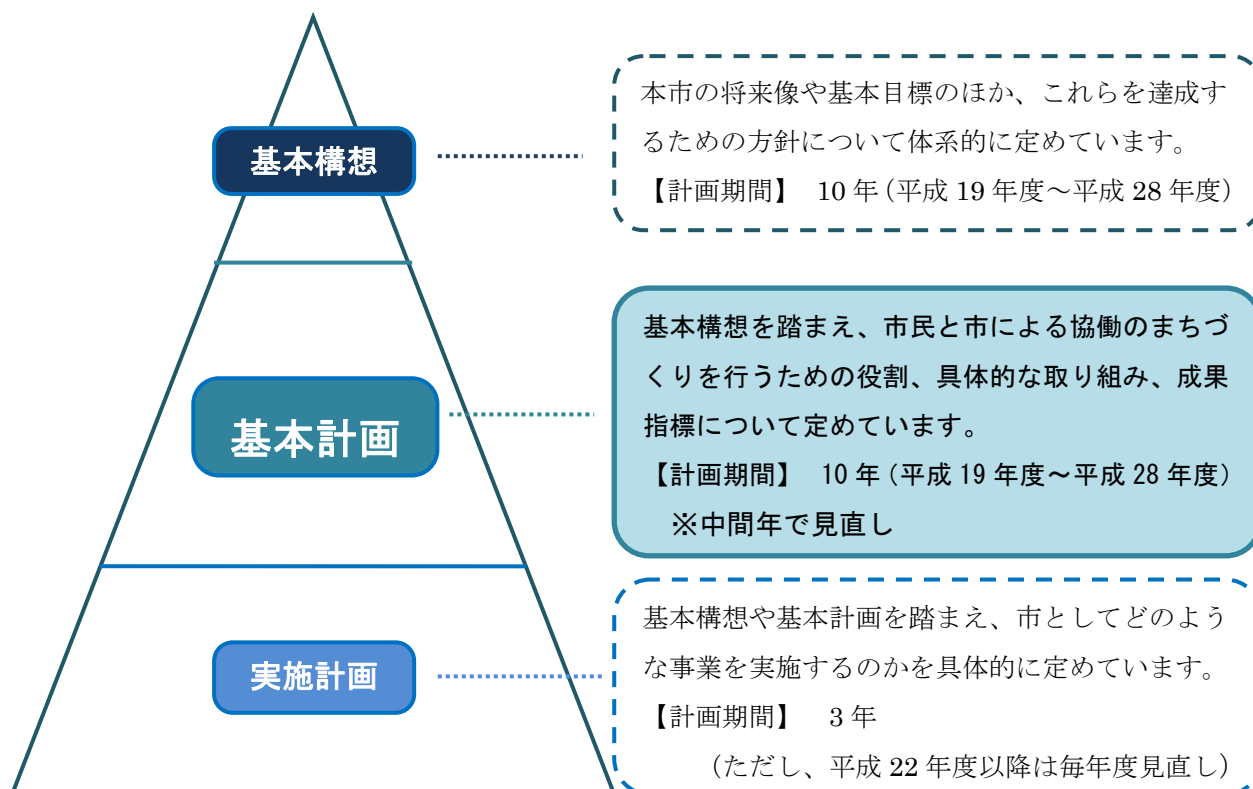 基本構想
本市の将来像や基本目標のほか、これらを達成す
るための方針について体系的に定めています。
【計画期間】 10年(平成19年度～平成28年度)
基本計画
基本構想を踏まえ、市民と市による協働のまちづ
くりを行うための役割、具体的な取り組み、成果
指標について定めています。
【計画期間】 10年(平成19年度～平成28年度)
※中間年で見直し
実施計画
基本構想や基本計画を踏まえ、市としてどのよう
な事業を実施するのかを具体的に定めています。
【計画期間】 3年
(ただし、平成22年度以降は毎年度見直し)